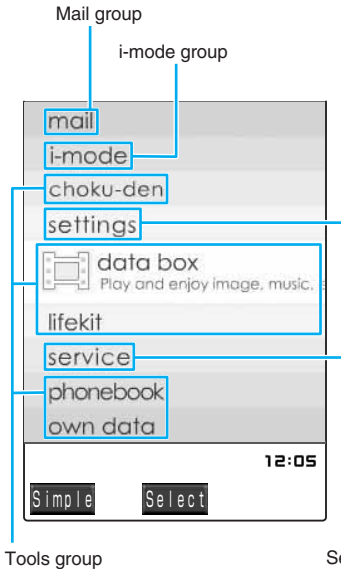 Mail group
i-mode group
mail
i-mode
choku-den
settings
data box
Play and enjoy image, music,
lifekit
service
phonebook
own data
12:05
Simple Select
Tools group